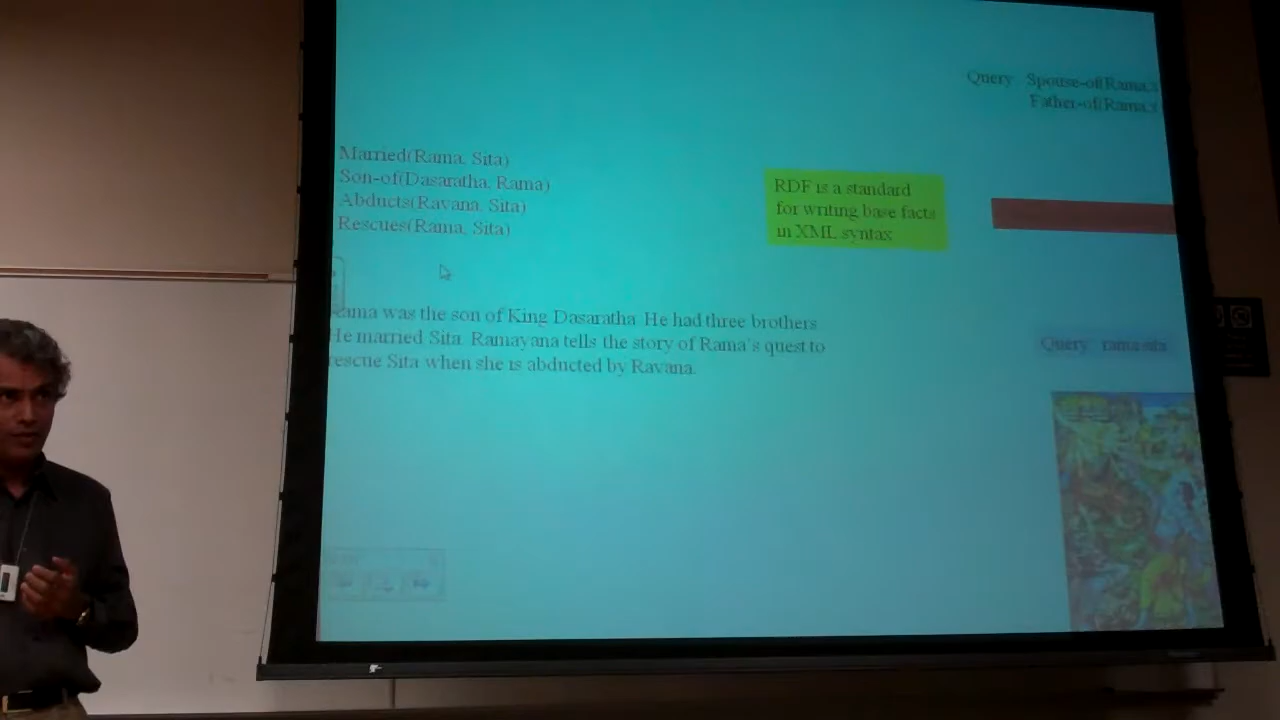 Query Spouse-of(Rama,x
Father-of(Rama,x
Married(Rama, Sita)
Son-of(Dasaratha, Rama)
Abducts(Ravana, Sita)
Rescues(Rama, Sita)
RDF is a standard
for writing base facts
in XML syntax
Rama was the son of King Dasaratha. He had three brothers.
He married Sita. Ramayana tells the story of Rama's quest to
rescue Sita when she is abducted by Ravana.
Query rama sita